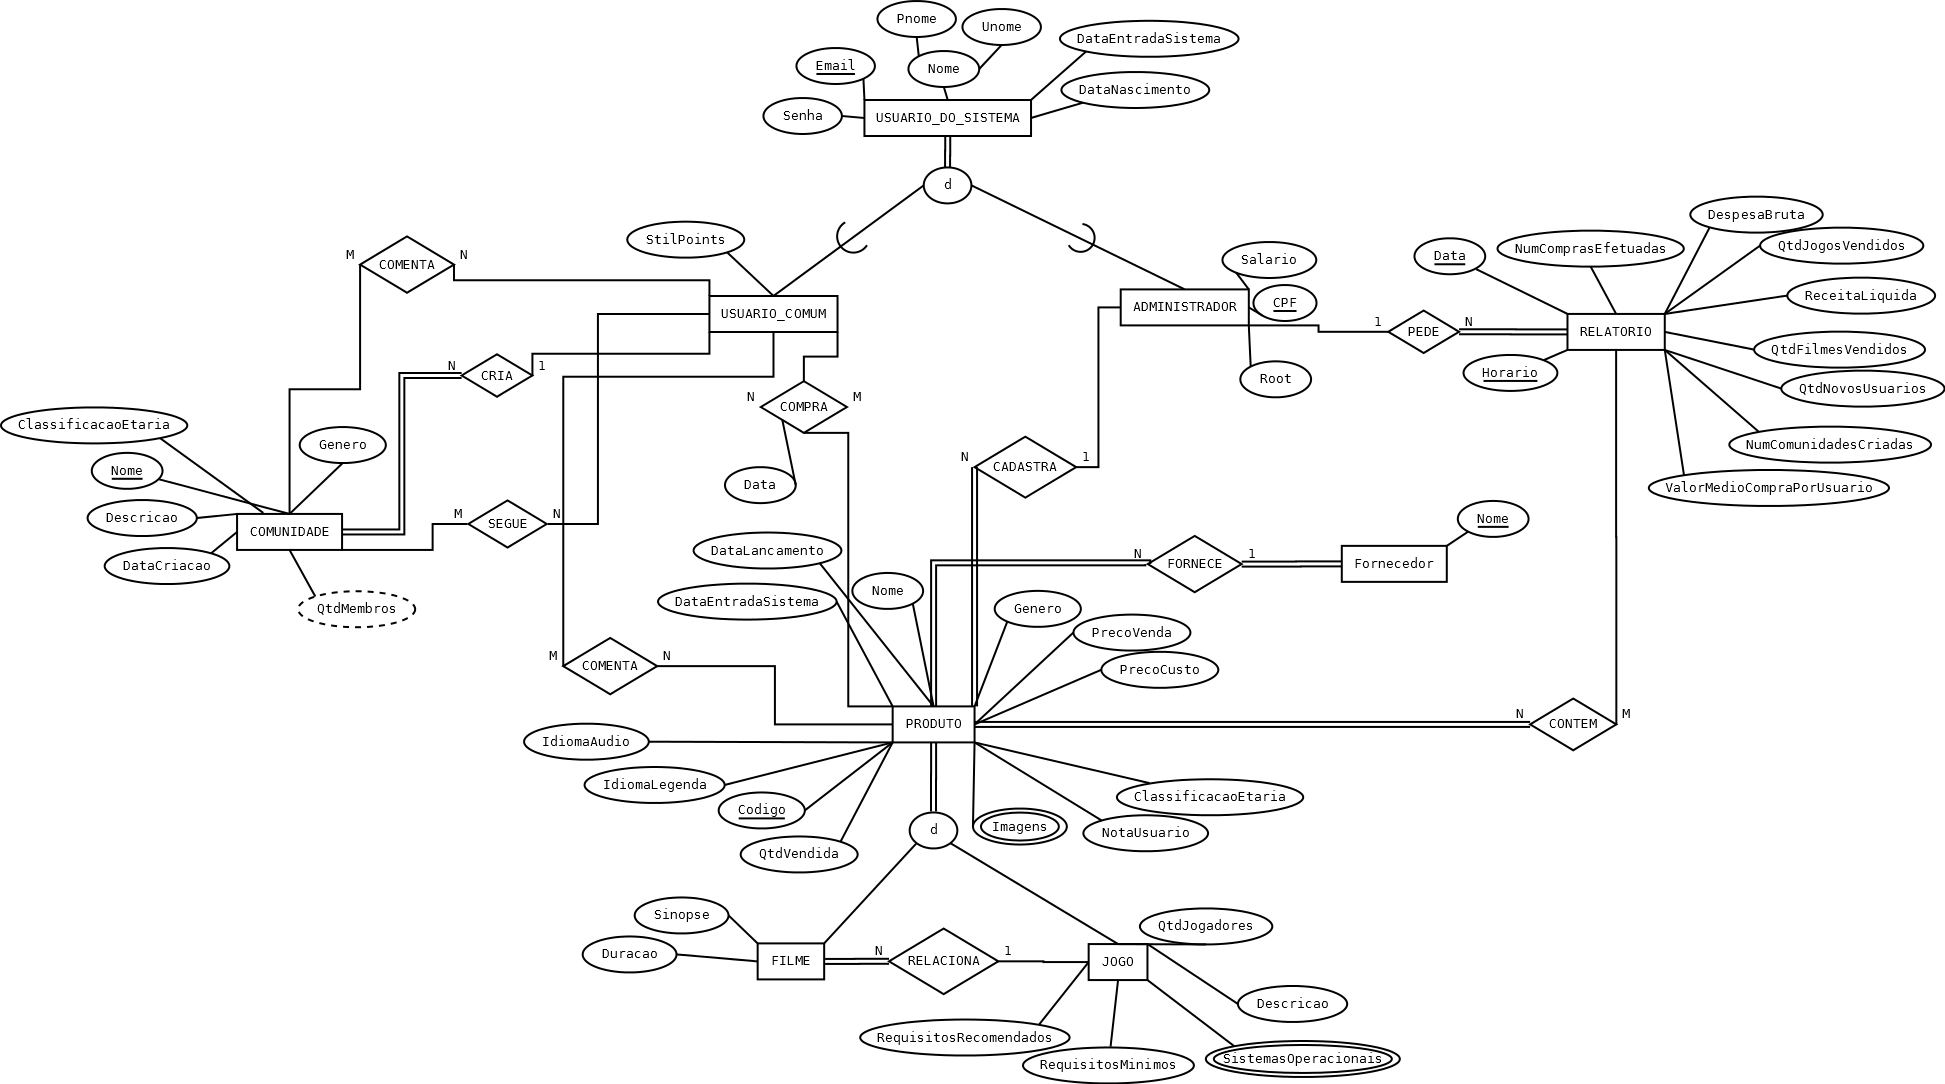 Pnome
Unome
DataEntradaSistema
Email
Nome
DataNascimento
Senha
USUARIO_DO_SISTEMA
d
DespesaBruta
StilPoints
QtdJogosVendidos
NumComprasEfetuadas
M
N
COMENTA
Salario
Data
ReceitaLiquida
CPF
USUARIO_COMUM
ADMINISTRADOR
1
N
PEDE
RELATORIO
QtdFilmesVendidos
N
1
CRIA
Horario
Root
QtdNovosUsuarios
N
M
COMPRA
ClassificacaoEtaria
Genero
NumComunidadesCriadas
N
1
CADASTRA
Nome
Data
ValorMedioCompraPorUsuario
Descricao
M
N
SEGUE
Nome
COMUNIDADE
DataLancamento
N
1
FORNECE
Fornecedor
DataCriacao
Nome
DataEntradaSistema
Genero
QtdMembros
PrecoVenda
M
N
COMENTA
PrecoCusto
N
M
PRODUTO
CONTEM
IdiomaAudio
IdiomaLegenda
ClassificacaoEtaria
Codigo
d
Imagens
NotaUsuario
QtdVendida
Sinopse
QtdJogadores
Duracao
N
1
FILME
RELACIONA
JOGO
Descricao
RequisitosRecomendados
SistemasOperacionais
RequisitosMinimos